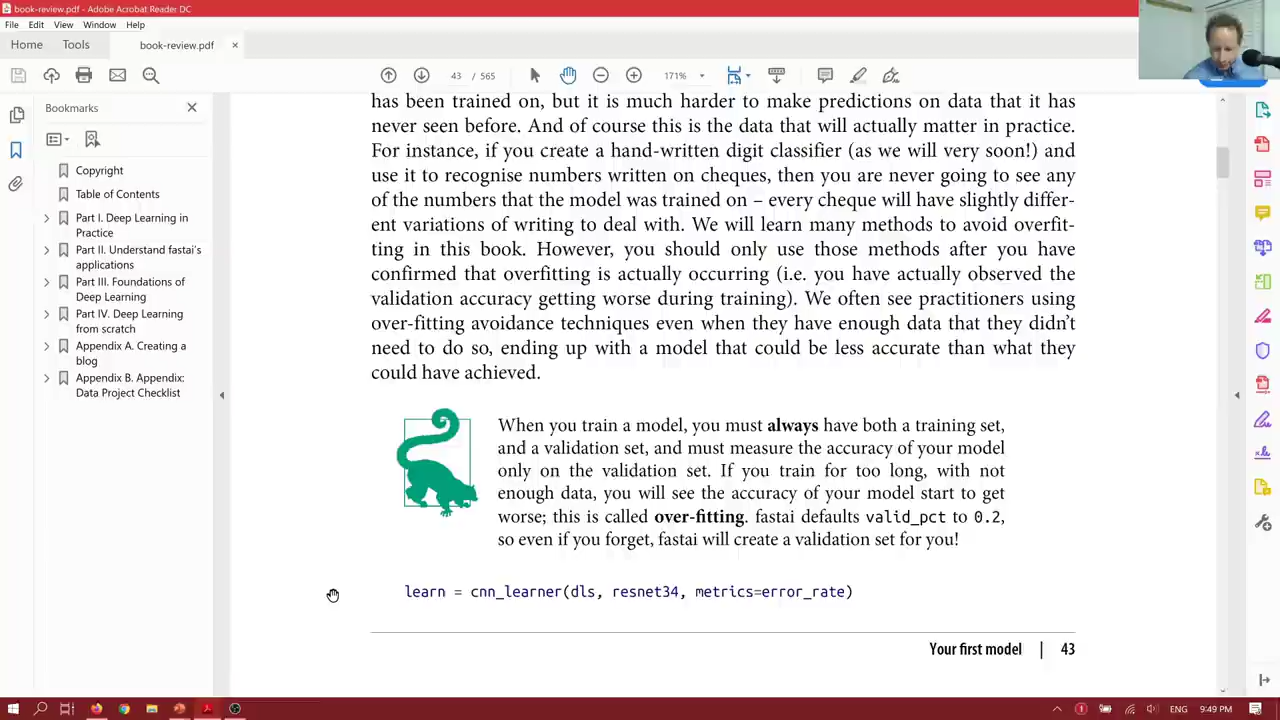 book-review.pdf - Adobe Acrobat Reader DC
File Edit View Window Help
Home Tools book-review.pdf ×
43 / 565 171%
Bookmarks
Copyright
Table of Contents
Part I. Deep Learning in
Practice
Part II. Understand fastai's
applications
Part III. Foundations of
Deep Learning
Part IV. Deep Learning
from scratch
Appendix A. Creating a
blog
Appendix B. Appendix:
Data Project Checklist
has been trained on, but it is much harder to make predictions on data that it has
never seen before. And of course this is the data that will actually matter in practice.
For instance, if you create a hand-written digit classifier (as we will very soon!) and
use it to recognise numbers written on cheques, then you are never going to see any
of the numbers that the model was trained on – every cheque will have slightly differ-
ent variations of writing to deal with. We will learn many methods to avoid overfit-
ting in this book. However, you should only use those methods after you have
confirmed that overfitting is actually occurring (i.e. you have actually observed the
validation accuracy getting worse during training). We often see practitioners using
over-fitting avoidance techniques even when they have enough data that they didn't
need to do so, ending up with a model that could be less accurate than what they
could have achieved.
When you train a model, you must always have both a training set,
and a validation set, and must measure the accuracy of your model
only on the validation set. If you train for too long, with not
enough data, you will see the accuracy of your model start to get
worse; this is called over-fitting. fastai defaults valid_pct to 0.2,
so even if you forget, fastai will create a validation set for you!
learn = cnn_learner(dls, resnet34, metrics=error_rate)
Your first model | 43
ENG 9:49 PM